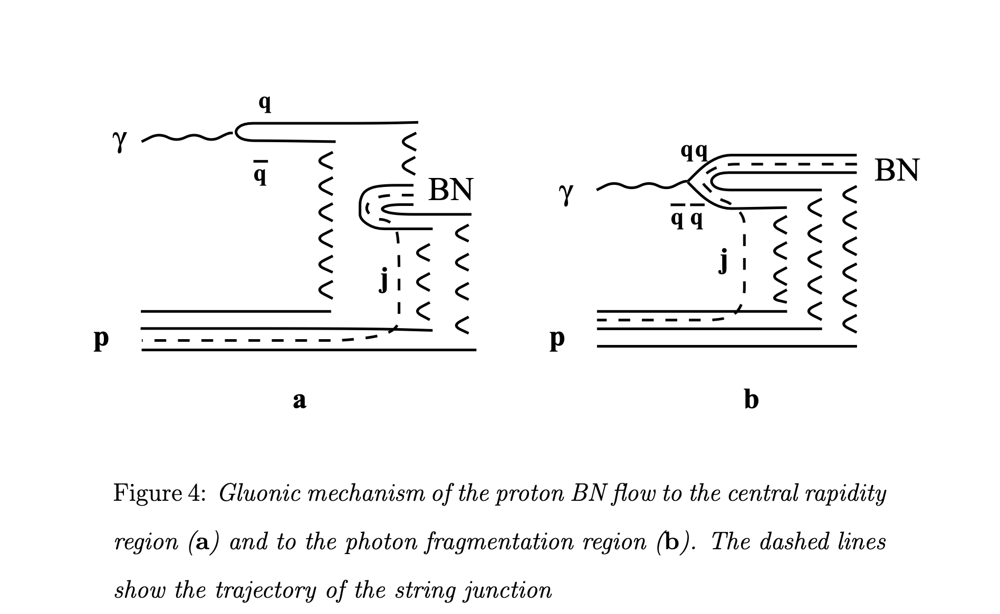 q
γ
q̅
BN
j
p
a
qq
γ
BN
q̅ q̅
j
p
b
Figure 4: Gluonic mechanism of the proton BN flow to the central rapidity
region (a) and to the photon fragmentation region (b). The dashed lines
show the trajectory of the string junction